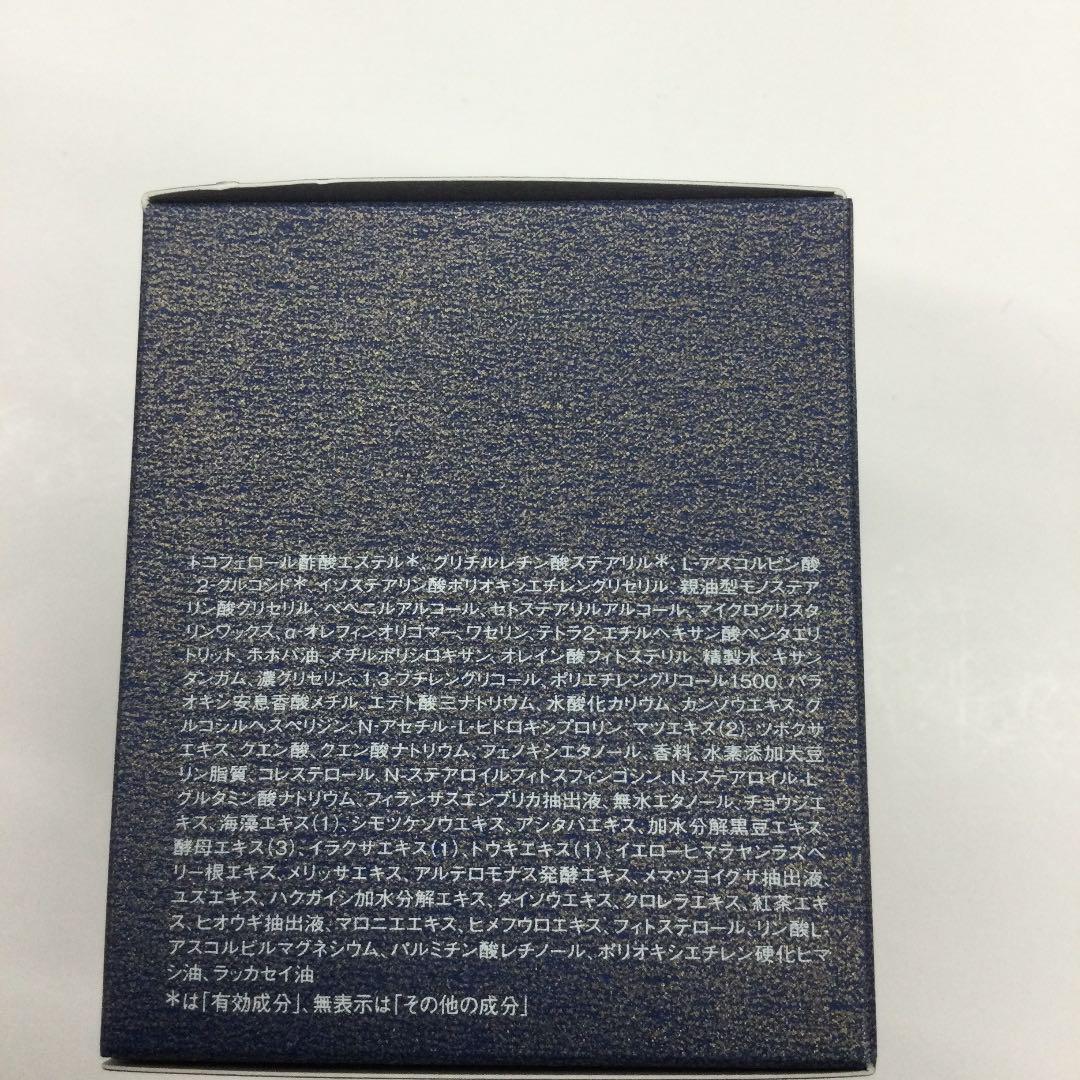 トコフェロール酢酸エステル＊、グリチルレチン酸ステアリル＊、L-アスコルビン酸
2-グルコシド＊、イソステアリン酸ポリオキシエチレングリセリル、親油型モノステア
リン酸グリセリル、ベヘニルアルコール、セトステアリルアルコール、マイクロクリスタ
リンワックス、α-オレフィンオリゴマー、ワセリン、テトラ2-エチルヘキサン酸ペンタエリ
トリット、ホホバ油、メチルポリシロキサン、オレイン酸フィトステリル、精製水、キサン
タンガム、濃グリセリン、1,3-ブチレングリコール、ポリエチレングリコール1500、パラ
オキシ安息香酸メチル、エデト酸三ナトリウム、水酸化カリウム、カンゾウエキス、グ
ルコシルヘスペリジン、N-アセチル-L-ヒドロキシプロリン、マツエキス(2)、ツボクサ
エキス、クエン酸、クエン酸ナトリウム、フェノキシエタノール、香料、水素添加大豆
リン脂質、コレステロール、N-ステアロイルフィトスフィンゴシン、N-ステアロイル-L-
グルタミン酸ナトリウム、フィランサスエンブリカ抽出液、無水エタノール、チョウジエ
キス、海藻エキス(1)、シモツケソウエキス、アシタバエキス、加水分解黒豆エキス、
酵母エキス(3)、イラクサエキス(1)、トウキエキス(1)、イエローヒマラヤンラズベ
リー根エキス、メリッサエキス、アルテロモナス発酵エキス、メマツヨイグサ抽出液、
ユズエキス、ハクガイン加水分解エキス、タイソウエキス、クロレラエキス、紅茶エキ
ス、ヒオウギ抽出液、マロニエエキス、ヒメフウロエキス、フィトステロール、リン酸L-
アスコルビルマグネシウム、パルミチン酸レチノール、ポリオキシエチレン硬化ヒマ
シ油、ラッカセイ油
＊は「有効成分」、無表示は「その他の成分」